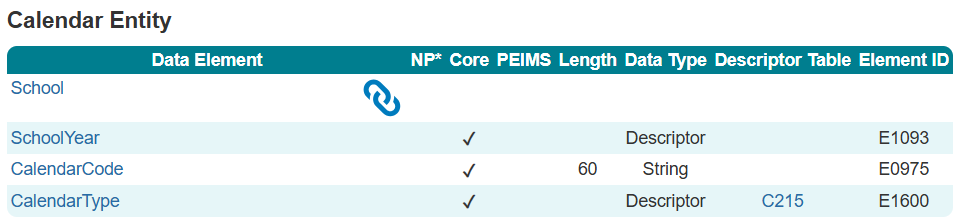 Calendar Entity
Data Element NP* Core PEIMS Length Data Type Descriptor Table Element ID
School
SchoolYear ✓ Descriptor E1093
CalendarCode ✓ 60 String E0975
CalendarType ✓ Descriptor C215 E1600